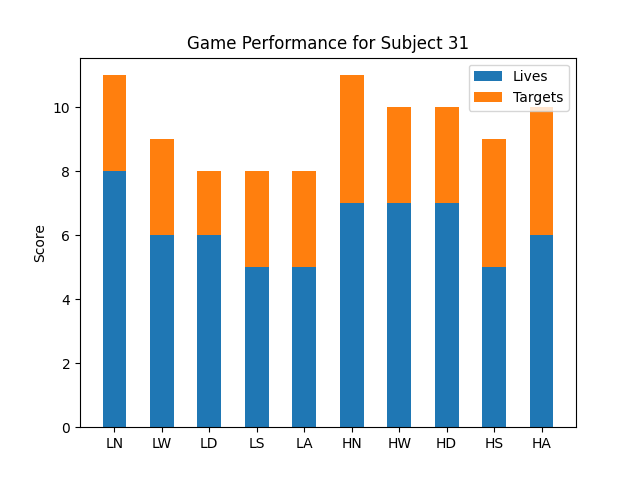 Game Performance for Subject 31
Lives
Targets
10
8
6
4
2
0
Score
LN LW LD LS LA HN HW HD HS HA